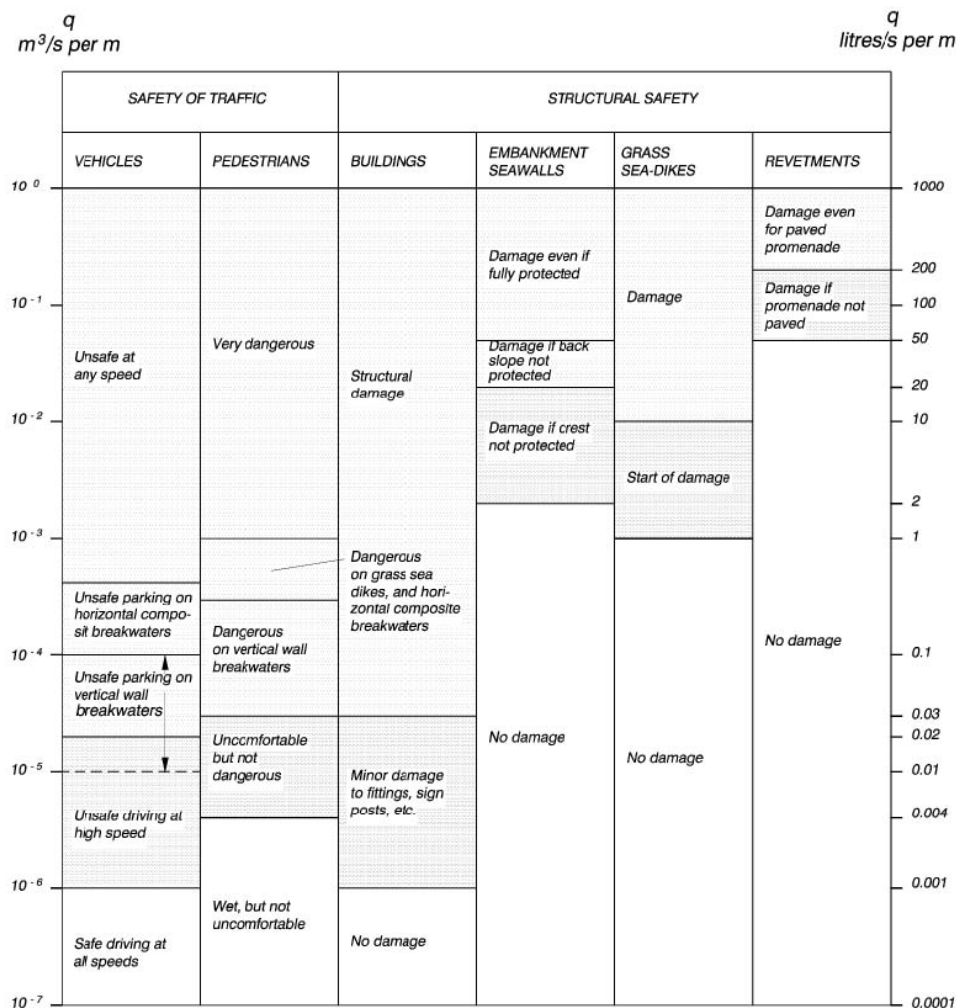 q
m³/s per m
q
litres/s per m
SAFETY OF TRAFFIC
STRUCTURAL SAFETY
VEHICLES
PEDESTRIANS
BUILDINGS
EMBANKMENT
SEAWALLS
GRASS
SEA-DIKES
REVETMENTS
10⁰
10⁻¹
10⁻²
10⁻³
10⁻⁴
10⁻⁵
10⁻⁶
10⁻⁷
Unsafe at
any speed
Unsafe parking on
horizontal compo-
sit breakwaters
Unsafe parking on
vertical wall
breakwaters
Unsafe driving at
high speed
Safe driving at
all speeds
Very dangerous
Dangerous
on vertical wall
breakwaters
Uncomfortable
but not
dangerous
Wet, but not
uncomfortable
Structural
damage
Dangerous
on grass sea
dikes, and hori-
zontal composite
breakwaters
Minor damage
to fittings, sign
posts, etc.
No damage
Damage even if
fully protected
Damage if back
slope not
protected
Damage if crest
not protected
No damage
Damage
Start of damage
No damage
Damage even
for paved
promenade
Damage if
promenade not
paved
No damage
1000
200
100
50
20
10
2
1
0.1
0.03
0.02
0.01
0.004
0.001
0.0001